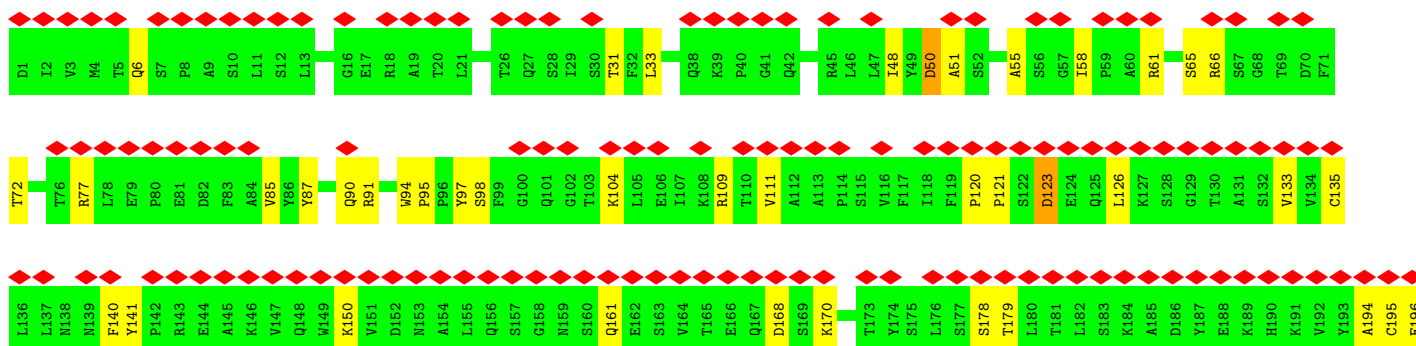 D1 I2 V3 M4 T5 Q6 S7 P8 A9 S10 L11 S12 L13 G16 E17 R18 A19 T20 L21 T26 Q27 S28 I29 S30 T31 F32 L33 Q38 K39 P40 G41 Q42 R45 L46 L47 I48 Y49 D50 A51 S52 A55 S56 G57 I58 P59 A60 R61 S65 R66 S67 G68 T69 D70 F71
T72 T76 R77 L78 E79 P80 E81 D82 F83 A84 V85 Y86 Y87 Q90 R91 W94 P95 P96 Y97 S98 F99 G100 Q101 G102 T103 K104 L105 E106 I107 K108 R109 T110 V111 A112 A113 P114 S115 V116 F117 I118 F119 P120 P121 S122 D123 E124 Q125 L126 K127 S128 G129 T130 A131 S132 V133 V134 C135
L136 L137 N138 N139 F140 Y141 P142 R143 E144 A145 K146 V147 Q148 W149 K150 V151 D152 N153 A154 L155 Q156 S157 G158 N159 S160 Q161 E162 S163 V164 T165 E166 Q167 D168 S169 K170 T173 Y174 S175 L176 S177 S178 T179 L180 T181 L182 S183 K184 A185 D186 Y187 E188 K189 H190 K191 V192 Y193 A194 C195 E196